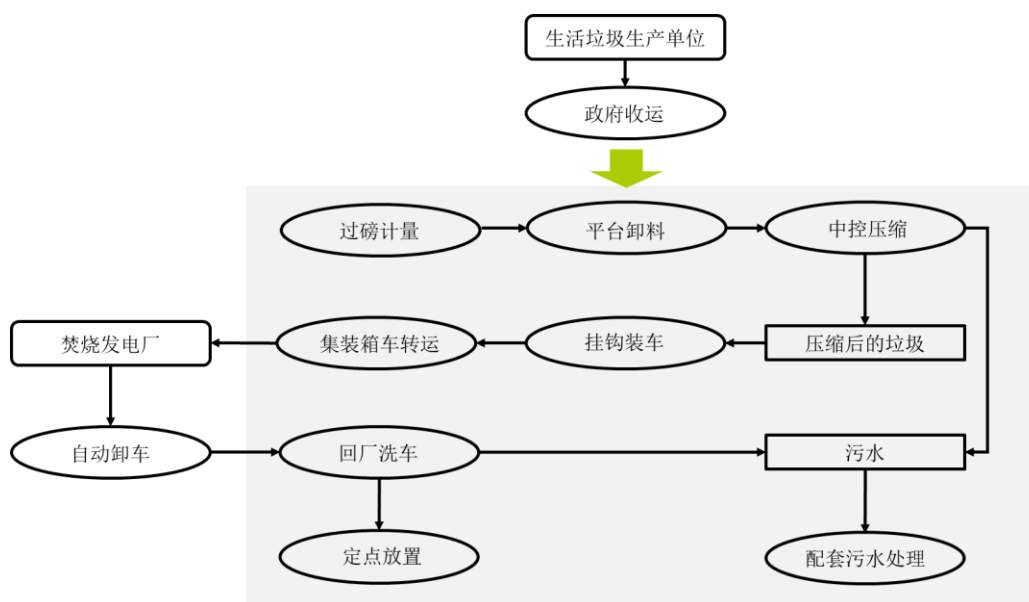 生活垃圾生产单位
政府收运
过磅计量
平台卸料
中控压缩
焚烧发电厂
集装箱车转运
挂钩装车
压缩后的垃圾
自动卸车
回厂洗车
污水
定点放置
配套污水处理